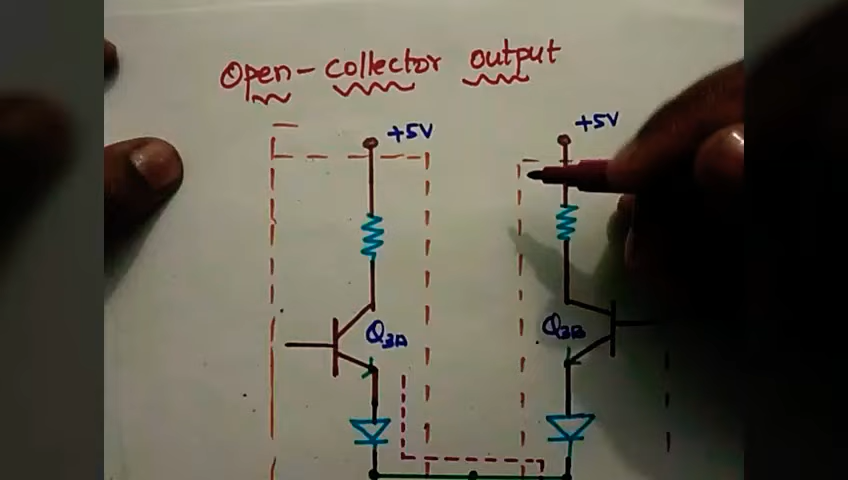 Open-collector output
+5V
+5V
Q3A
Q3B